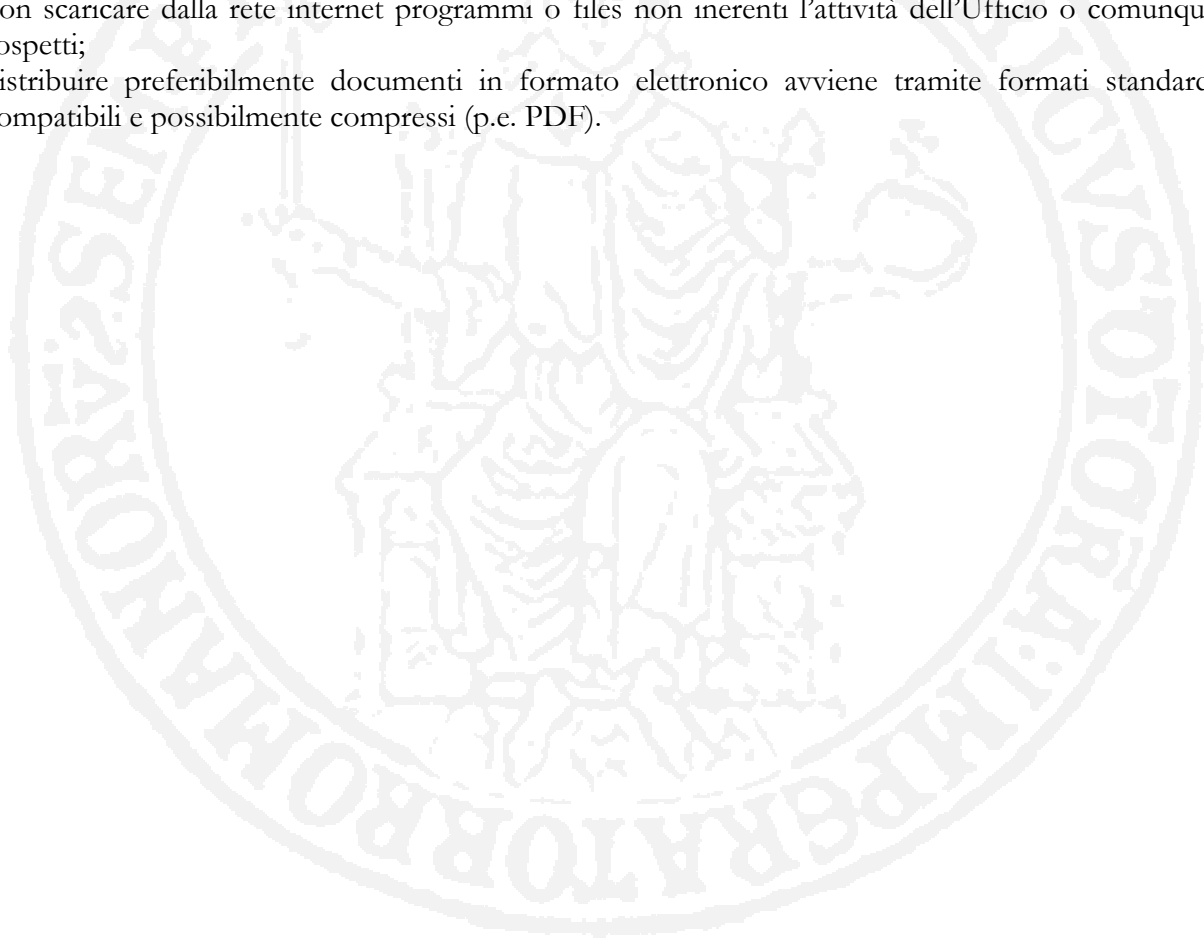 on scaricare dalla rete internet programmi o files non inerenti l'attività dell'Ufficio o comunqu
ospetti;
istribuire preferibilmente documenti in formato elettronico avviene tramite formati standard
ompatibili e possibilmente compressi (p.e. PDF).